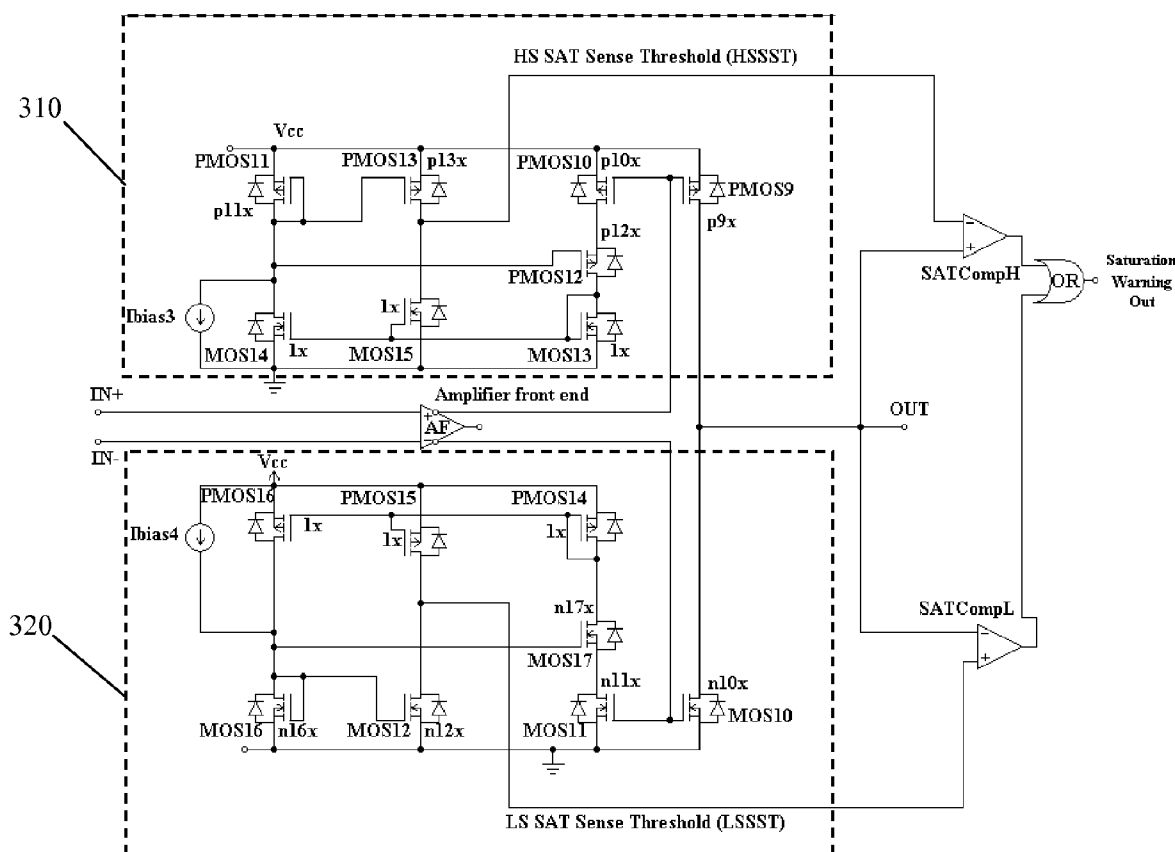 HS SAT Sense Threshold (HSSST)
310
Vcc
PMOS11
PMOS13
p13x
PMOS10
p10x
PMOS9
p11x
p12x
p9x
PMOS12
SATCompH
OR
Saturation
Warning
Out
Ibias3
1x
MOS14
1x
MOS15
MOS13
1x
IN+
Amplifier front end
AF
OUT
IN-
Vcc
PMOS16
PMOS15
PMOS14
1x
1x
1x
Ibias4
n17x
SATCompL
320
MOS17
n11x
n10x
MOS16
n16x
MOS12
n12x
MOS11
MOS10
LS SAT Sense Threshold (LSSST)